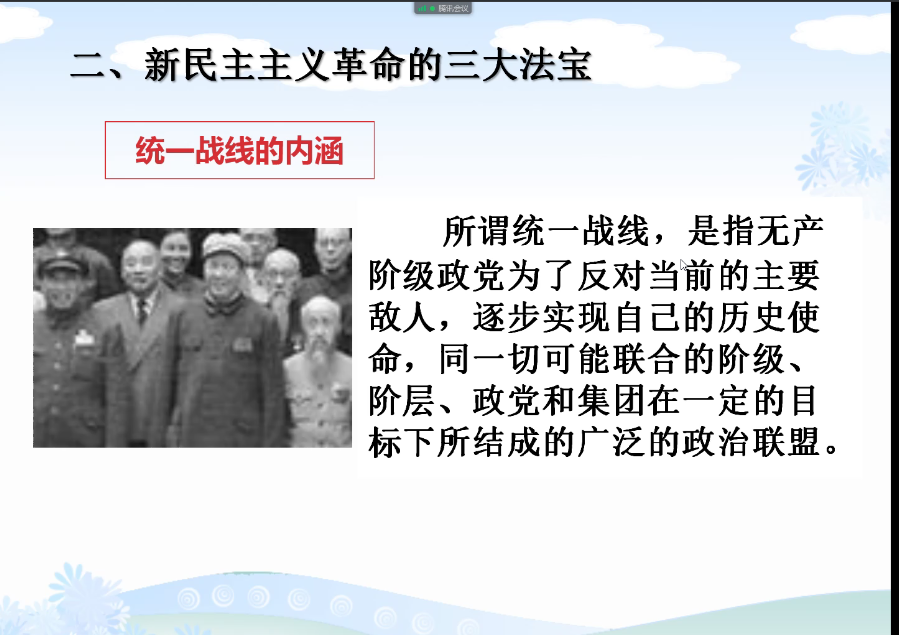 腾讯会议
二、新民主主义革命的三大法宝
统一战线的内涵
所谓统一战线，是指无产
阶级政党为了反对当前的主要
敌人，逐步实现自己的历史使
命，同一切可能联合的阶级、
阶层、政党和集团在一定的目
标下所结成的广泛的政治联盟。